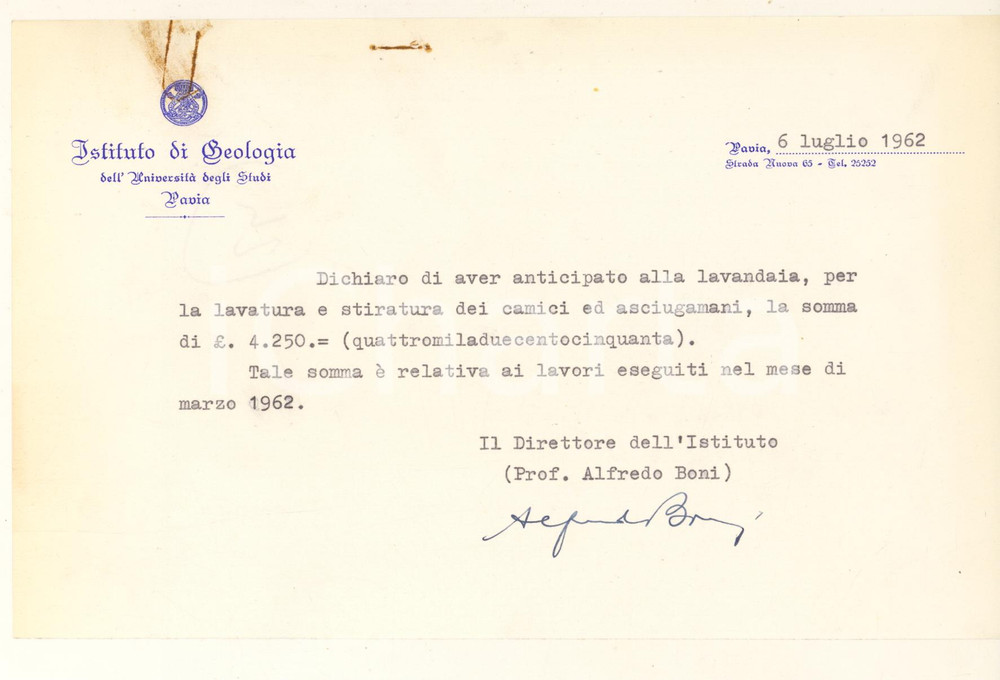 Istituto di Geologia
dell' Università degli Studi
Pavia
Pavia, 6 luglio 1962
Strada Nuova 65 - Tel. 25252
Dichiaro di aver anticipato alla lavandaia, per
la lavatura e stiratura dei camici ed asciugamani, la somma
di £. 4.250.= (quattromiladuecentocinquanta).
Tale somma è relativa ai lavori eseguiti nel mese di
marzo 1962.
Il Direttore dell'Istituto
(Prof. Alfredo Boni)
Alfredo Boni